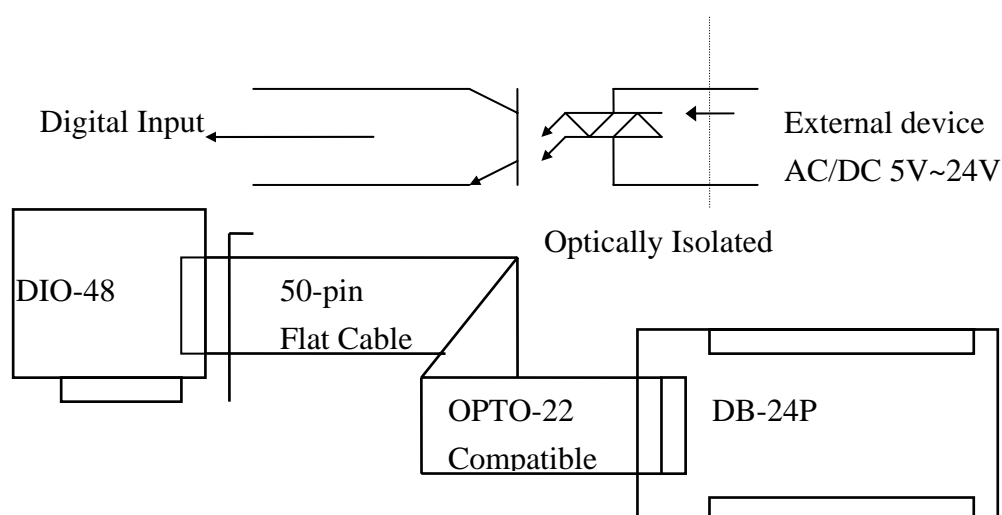 Digital Input
External device
AC/DC 5V~24V
Optically Isolated
DIO-48
50-pin
Flat Cable
OPTO-22
Compatible
DB-24P